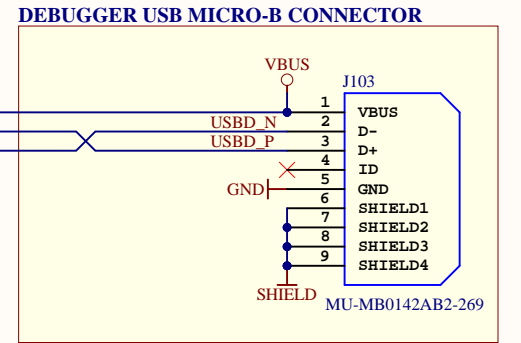 DEBUGGER USB MICRO-B CONNECTOR
VBUS
J103
1 VBUS
USBD_N 2 D-
USBD_P 3 D+
4 ID
GND 5 GND
6 SHIELD1
7 SHIELD2
8 SHIELD3
9 SHIELD4
SHIELD
MU-MB0142AB2-269